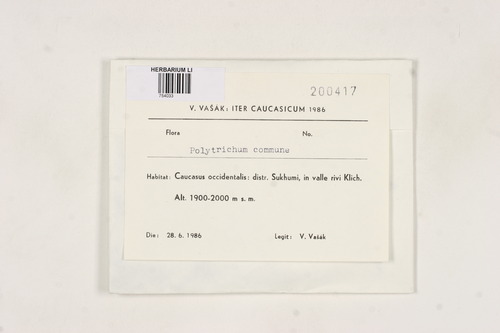 HERBARIUM LI
754093
200417
V. VAŠÁK: ITER CAUCASICUM 1986
Flora No.
Polytrichum commune
Habitat: Caucasus occidentalis: distr. Sukhumi, in valle rivi Klich.
Alt. 1900-2000 m s. m.
Die: 28. 6. 1986 Legit: V. Vašák